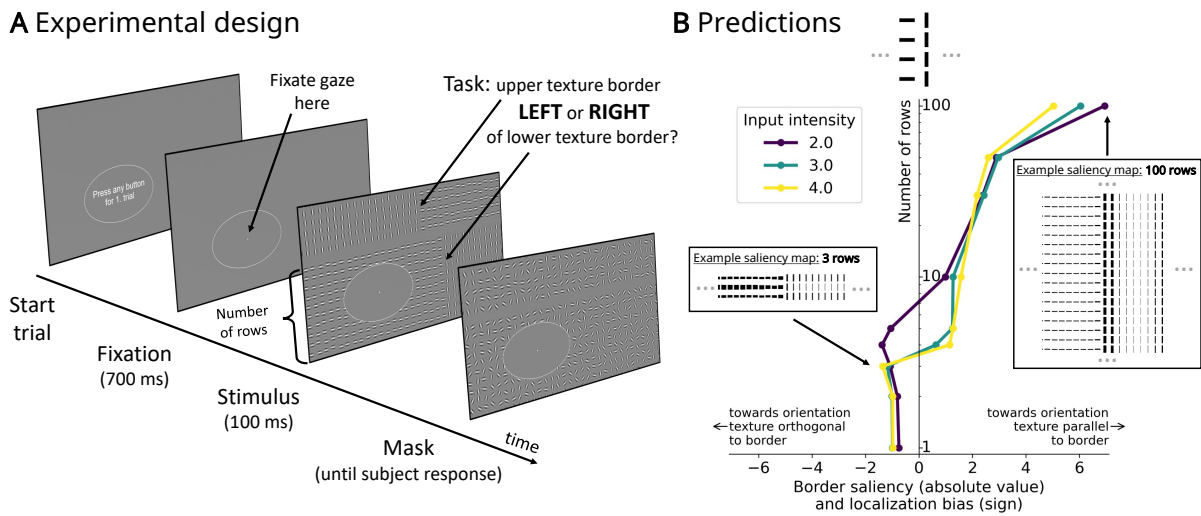 A Experimental design
Fixate gaze
here
Task: upper texture border
LEFT or RIGHT
of lower texture border?
Press any button
for 1. trial
Number
of rows
Start
trial
Fixation
(700 ms)
Stimulus
(100 ms)
Mask
(until subject response)
time
B Predictions
Input intensity
2.0
3.0
4.0
Number of rows
100
10
1
Example saliency map: 3 rows
Example saliency map: 100 rows
towards orientation
←texture orthogonal
to border
towards orientation
texture parallel→
to border
−6 −4 −2 0 2 4 6
Border saliency (absolute value)
and localization bias (sign)